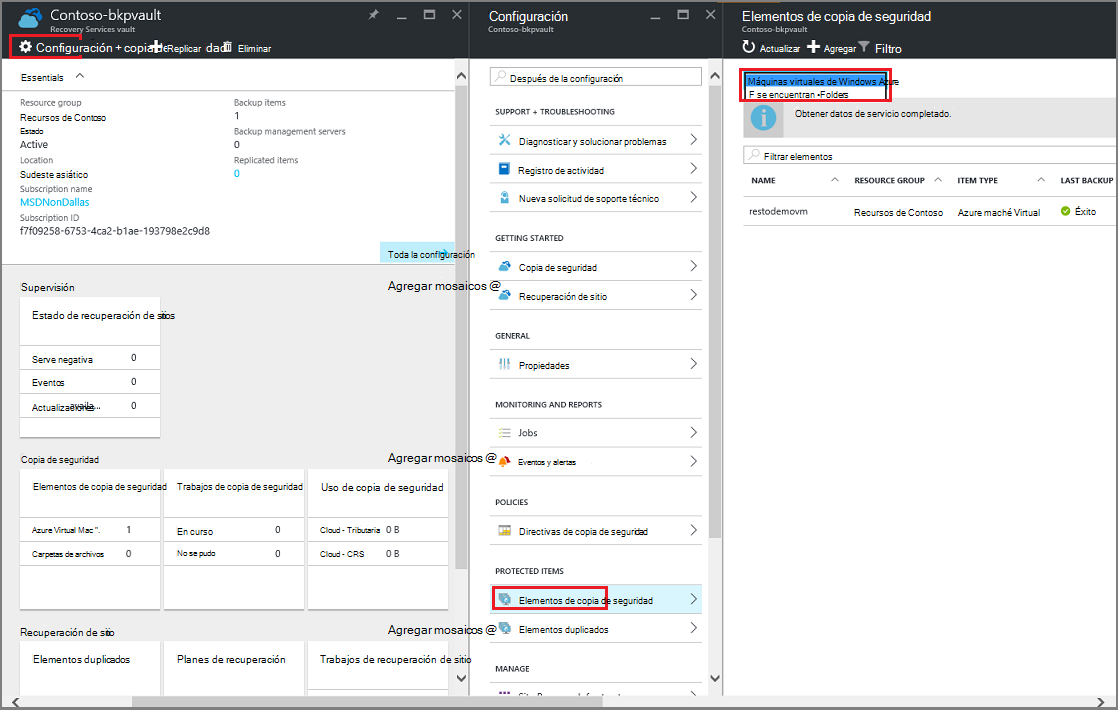 Contoso-bkpvault
Recovery Services vault
Configuración + copia de Replicar dad Eliminar
Essentials
Resource group
Recursos de Contoso
Estado
Active
Location
Sudeste asiático
Subscription name
MSDNonDallas
Subscription ID
f7f09258-6753-4ca2-b1ae-193798e2c9d8
Backup items
1
Backup management servers
0
Replicated items
0
Toda la configuración
Supervisión
Agregar mosaicos @
Estado de recuperación de sitios
Serve negativa 0
Eventos 0
Actualizaciones availa... 0
Copia de seguridad
Agregar mosaicos @
Elementos de copia de seguridad
Azure Virtual Mac ". 1
Carpetas de archivos 0
Trabajos de copia de seguridad
En curso 0
No se pudo 0
Uso de copia de seguridad
Cloud - Tributaria 0 B
Cloud - CRS 0 B
Recuperación de sitio
Agregar mosaicos @
Elementos duplicados
Planes de recuperación
Trabajos de recuperación de sitio
Configuración
Contoso-bkpvault
Después de la configuración
SUPPORT + TROUBLESHOOTING
Diagnosticar y solucionar problemas
Registro de actividad
Nueva solicitud de soporte técnico
GETTING STARTED
Copia de seguridad
Recuperación de sitio
GENERAL
Propiedades
MONITORING AND REPORTS
Jobs
Eventos y alertas
POLICIES
Directivas de copia de seguridad
PROTECTED ITEMS
Elementos de copia de seguridad
Elementos duplicados
MANAGE
Elementos de copia de seguridad
Contoso-bkpvault
Actualizar Agregar Filtro
Máquinas virtuales de Windows Azure
F se encuentran •Folders
Obtener datos de servicio completado.
Filtrar elementos
NAME RESOURCE GROUP ITEM TYPE LAST BACKUP
restodemovm Recursos de Contoso Azure maché Virtual Éxito